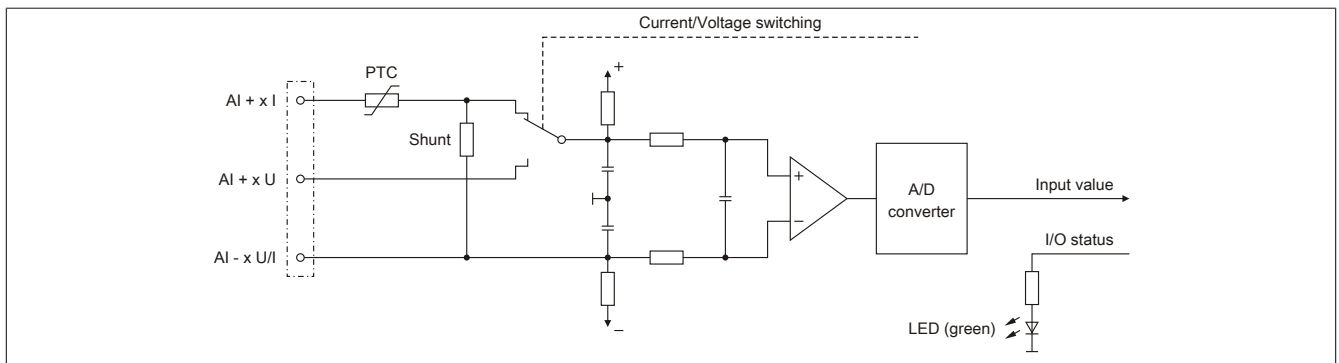 Current/Voltage switching
PTC
+
AI + x I
Shunt
AI + x U
+
−
A/D
converter
Input value
I/O status
AI - x U/I
LED (green)
−